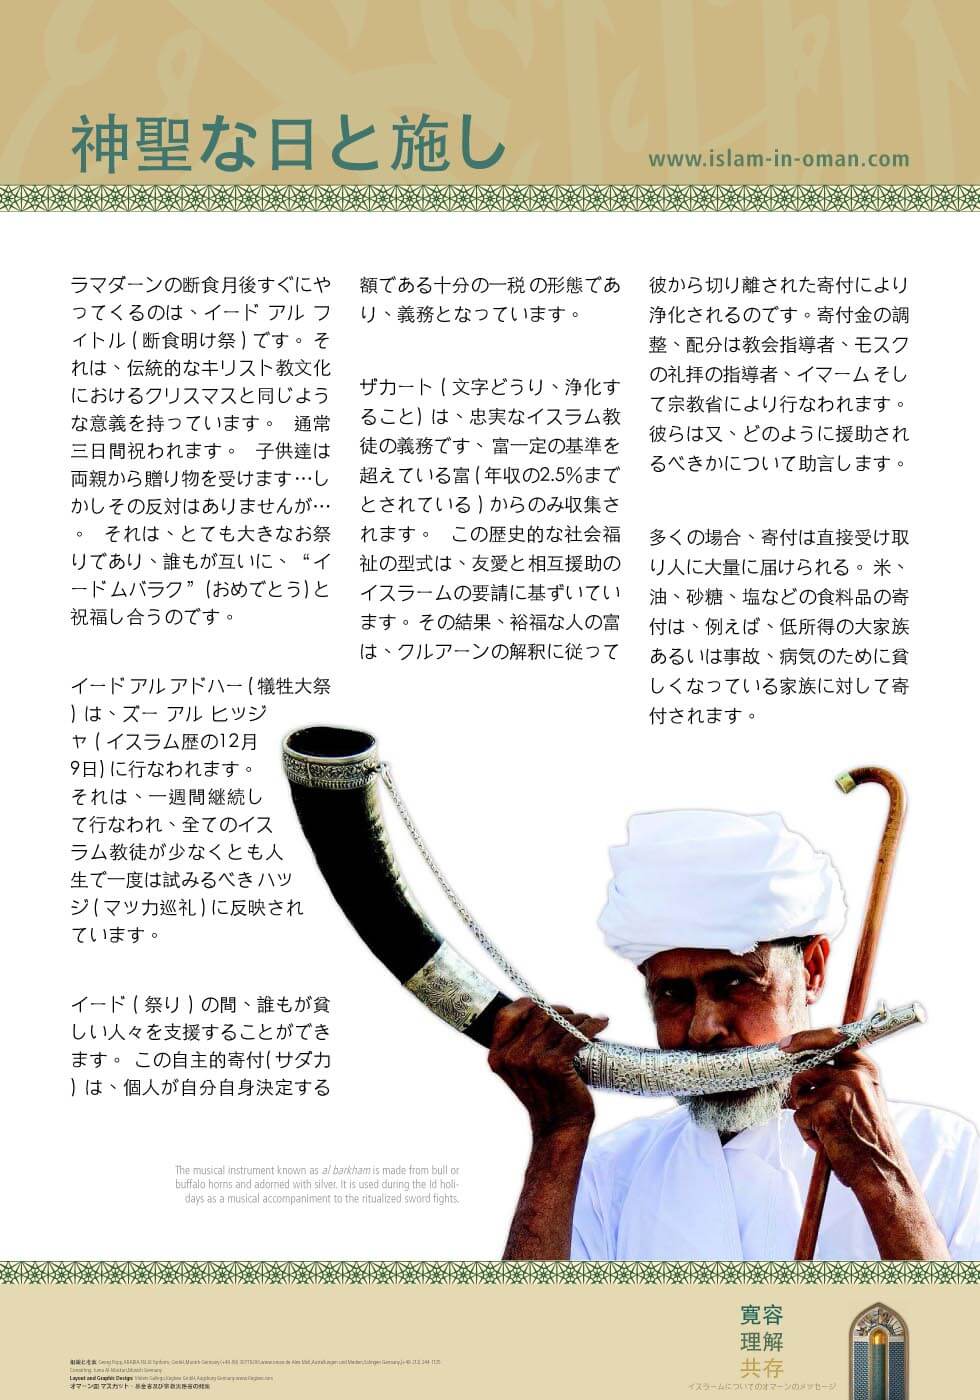 神聖な日と施し
www.islam-in-oman.com
ラマダーンの断食月後すぐにや
ってくるのは、イード アル フ
ィトル ( 断食明け祭 ) です。 そ
れは、伝統的なキリスト教文化
におけるクリスマスと同じよう
な意義を持っています。　通常
三日間祝われます。　子供達は
両親から贈り物を受けます…し
かしその反対はありませんが…
。　それは、とても大きなお祭
りであり、誰もが互いに、“イ
ードムバラク”(おめでとう)と
祝福し合うのです。
イード アル アドハー ( 犠牲大祭
) は、ズー アル ヒッジ
ャ ( イスラム歴の12月
9日) に行なわれます。
それは、一週間継続し
て行なわれ、全てのイス
ラム教徒が少なくとも人
生で一度は試みるべき ハッ
ジ ( マツ力巡礼 ) に反映され
ています。
イード ( 祭り ) の間、誰もが貧
しい人々を支援することができ
ます。 この自主的寄付( サダカ
) は、個人が自分自身決定する
額である十分の一税 の形態であ
り、義務となっています。
ザカート ( 文字どうり、浄化す
ること) は、忠実なイスラム教
徒の義務です、富一定の基準を
超えている富 ( 年収の2.5%まで
とされている ) からのみ収集さ
れます。　この歴史的な社会福
祉の型式は、友愛と相互援助の
イスラームの要請に基ずいてい
ます。その結果、裕福な人の富
は、クルアーンの解釈に従って
彼から切り離された寄付により
浄化されるのです。寄付金の調
整、配分は教会指導者、モスク
の礼拝の指導者、イマーム そし
て宗教省により行なわれます。
彼らは又、どのように援助され
るべきかについて助言します。
多くの場合、寄付は直接受け取
り人に大量に届けられる。米、
油、砂糖、塩などの食料品の寄
付は、例えば、低所得の大家族
あるいは事故、病気のために貧
しくなっている家族に対して寄
付されます。
The musical instrument known as al barkham is made from bull or
buffalo horns and adorned with silver. It is used during the Id holi-
days as a musical accompaniment to the ritualized sword fights.
寛容
理解
共存
イスラームについてのオマーンのメッセージ